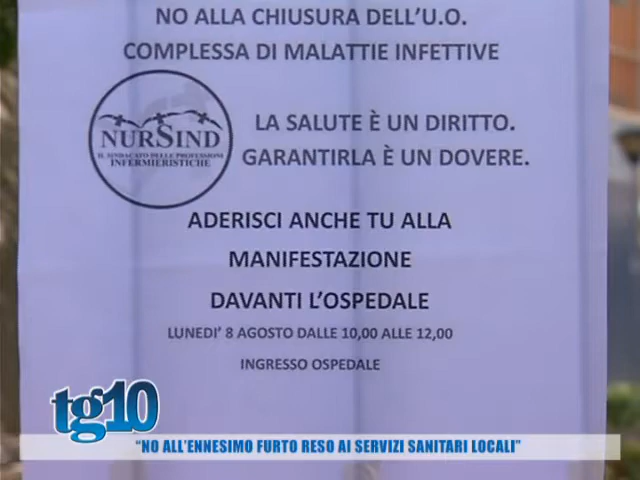 NO ALLA CHIUSURA DELL'U.O.
COMPLESSA DI MALATTIE INFETTIVE
NURSIND
IL SINDACATO DELLE PROFESSIONI
INFERMIERISTICHE
LA SALUTE È UN DIRITTO.
GARANTIRLA È UN DOVERE.
ADERISCI ANCHE TU ALLA
MANIFESTAZIONE
DAVANTI L'OSPEDALE
LUNEDI' 8 AGOSTO DALLE 10,00 ALLE 12,00
INGRESSO OSPEDALE
tg10
"NO ALL'ENNESIMO FURTO RESO AI SERVIZI SANITARI LOCALI"